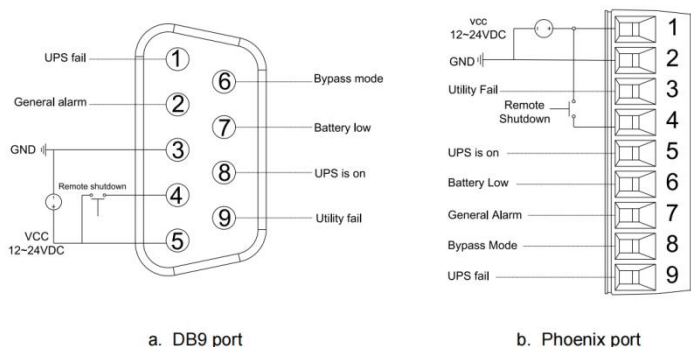 UPS fail
1
6
Bypass mode
General alarm
2
7
Battery low
GND
3
8
UPS is on
Remote shutdown
4
9
Utility fail
VCC
12~24VDC
5
a. DB9 port
vcc
12~24VDC
1
GND
2
Utility Fail
3
Remote
Shutdown
4
UPS is on
5
Battery Low
6
General Alarm
7
Bypass Mode
8
UPS fail
9
b. Phoenix port